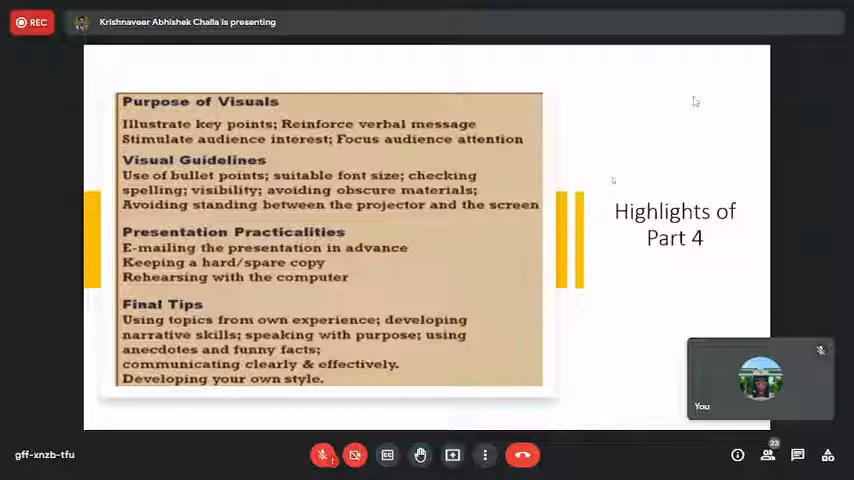 REC
Krishnaveer Abhishek Challa is presenting
Purpose of Visuals
Illustrate key points; Reinforce verbal message
Stimulate audience interest; Focus audience attention
Visual Guidelines
Use of bullet points; suitable font size; checking
spelling; visibility; avoiding obscure materials;
Avoiding standing between the projector and the screen
Presentation Practicalities
E-mailing the presentation in advance
Keeping a hard/spare copy
Rehearsing with the computer
Final Tips
Using topics from own experience; developing
narrative skills; speaking with purpose; using
anecdotes and funny facts;
communicating clearly & effectively.
Developing your own style.
Highlights of
Part 4
You
gff-xnzb-tfu
CC
23